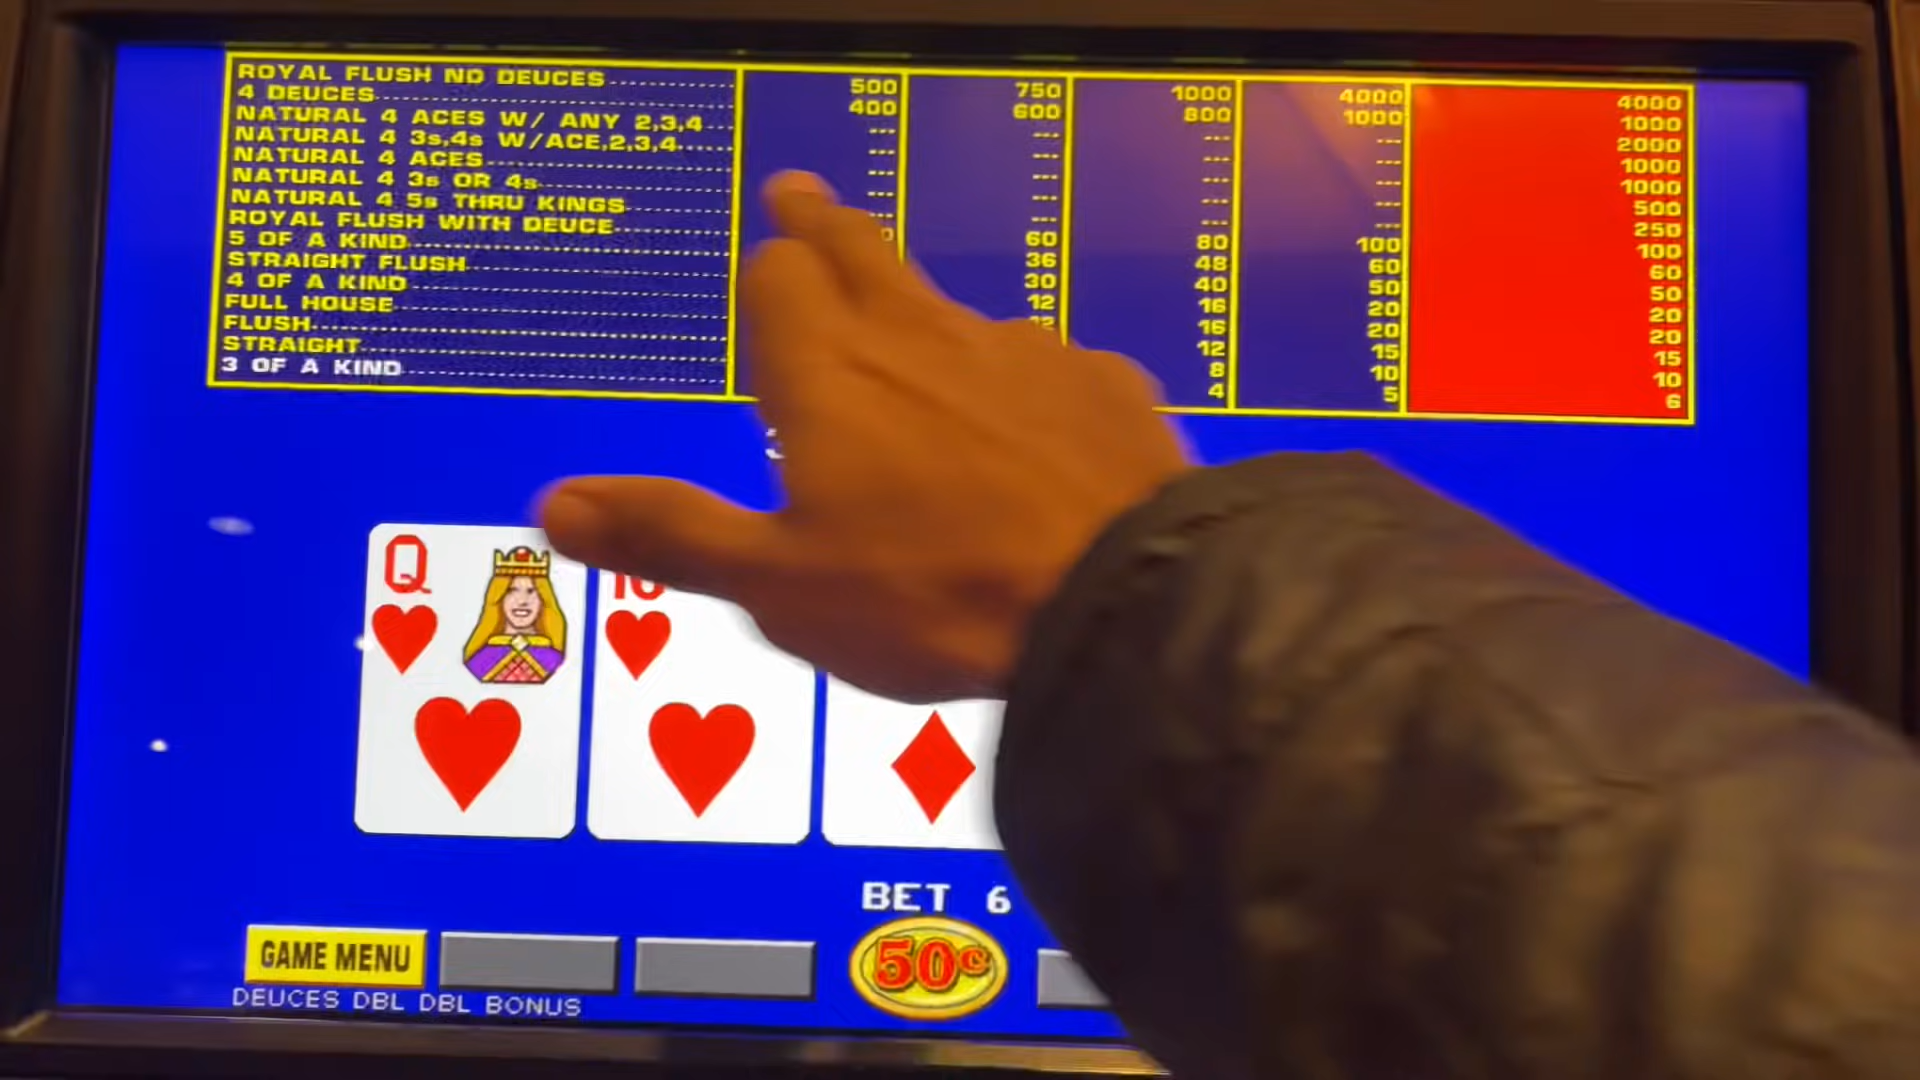 ROYAL FLUSH NO DEUCES 500 750 1000 4000 4000
4 DEUCES 400 600 800 1000 1000
NATURAL 4 ACES W/ ANY 2,3,4 --- --- --- --- 2000
NATURAL 4 3s,4s W/ACE,2,3,4 --- --- --- --- 1000
NATURAL 4 ACES --- --- --- --- 1000
NATURAL 4 3s OR 4s --- --- --- --- 500
NATURAL 4 5s THRU KINGS --- --- --- --- 250
ROYAL FLUSH WITH DEUCE 60 80 100 100
5 OF A KIND 36 48 60 60
STRAIGHT FLUSH 30 40 50 50
4 OF A KIND 12 16 20 20
FULL HOUSE 12 16 20 20
FLUSH 12 15 15
STRAIGHT 8 10 10
3 OF A KIND 4 5 6
Q
10
BET 6
GAME MENU
50¢
DEUCES DBL DBL BONUS